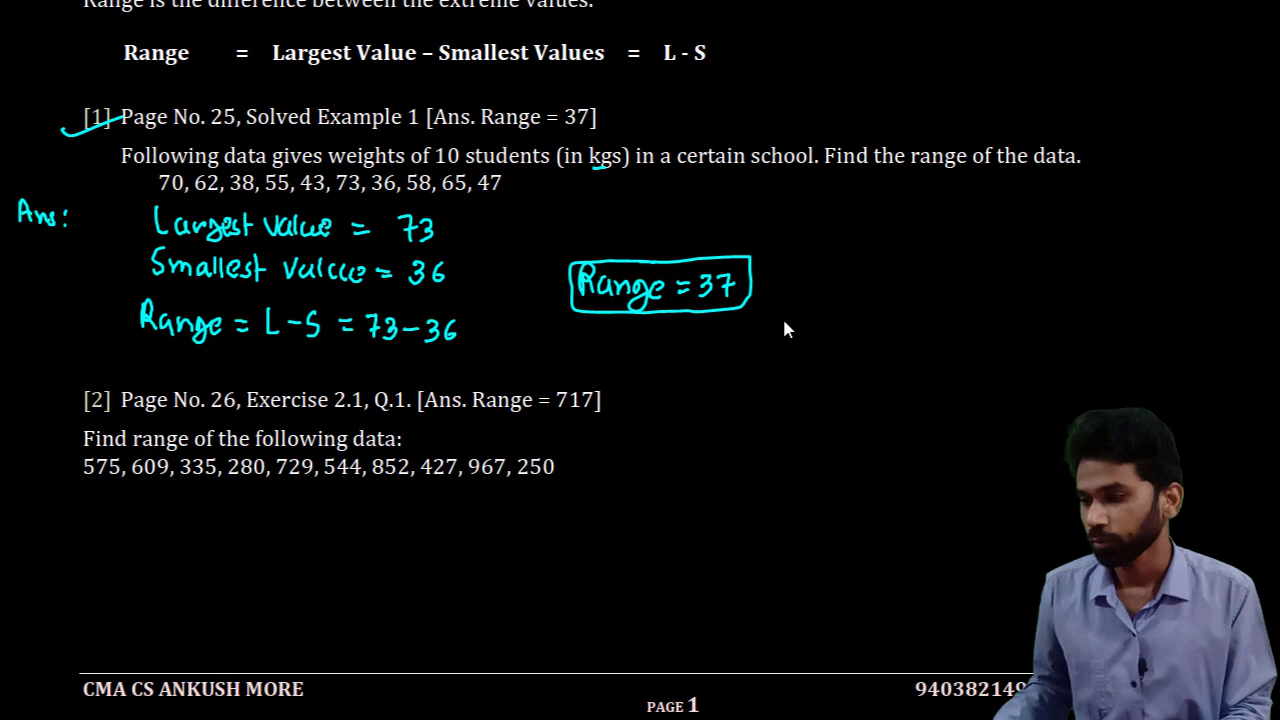 Range is the difference between the extreme values.
Range = Largest Value – Smallest Values = L - S
[1] Page No. 25, Solved Example 1 [Ans. Range = 37]
Following data gives weights of 10 students (in kgs) in a certain school. Find the range of the data.
70, 62, 38, 55, 43, 73, 36, 58, 65, 47
Ans:
Largest value = 73
Smallest value = 36
Range = 37
Range = L - S = 73 - 36
[2] Page No. 26, Exercise 2.1, Q.1. [Ans. Range = 717]
Find range of the following data:
575, 609, 335, 280, 729, 544, 852, 427, 967, 250
CMA CS ANKUSH MORE
PAGE 1